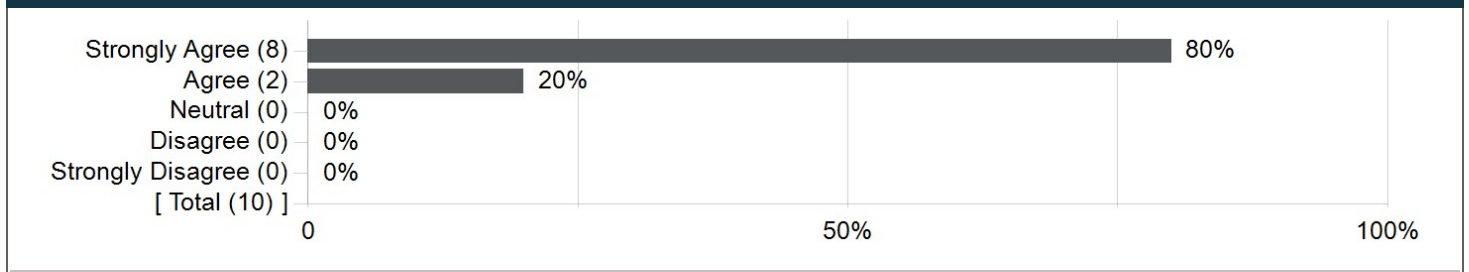 Strongly Agree (8) 80%
Agree (2) 20%
Neutral (0) 0%
Disagree (0) 0%
Strongly Disagree (0) 0%
[ Total (10) ]
0 50% 100%